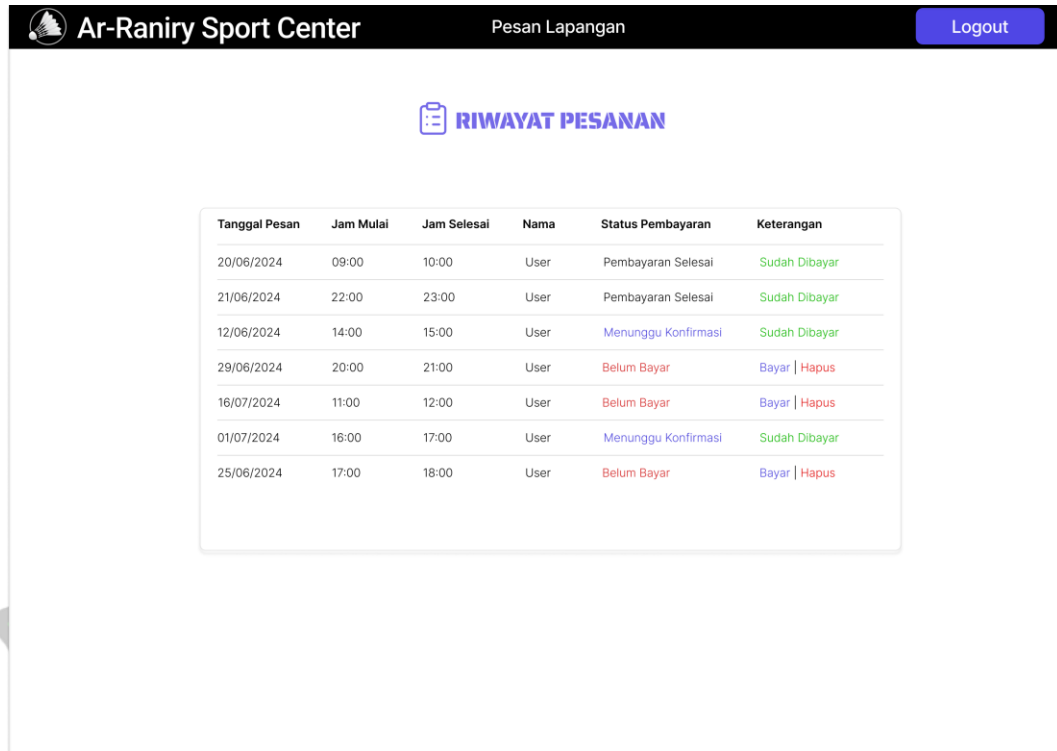 Ar-Raniry Sport Center Pesan Lapangan Logout
RIWAYAT PESANAN
Tanggal Pesan Jam Mulai Jam Selesai Nama Status Pembayaran Keterangan
20/06/2024 09:00 10:00 User Pembayaran Selesai Sudah Dibayar
21/06/2024 22:00 23:00 User Pembayaran Selesai Sudah Dibayar
12/06/2024 14:00 15:00 User Menunggu Konfirmasi Sudah Dibayar
29/06/2024 20:00 21:00 User Belum Bayar Bayar | Hapus
16/07/2024 11:00 12:00 User Belum Bayar Bayar | Hapus
01/07/2024 16:00 17:00 User Menunggu Konfirmasi Sudah Dibayar
25/06/2024 17:00 18:00 User Belum Bayar Bayar | Hapus